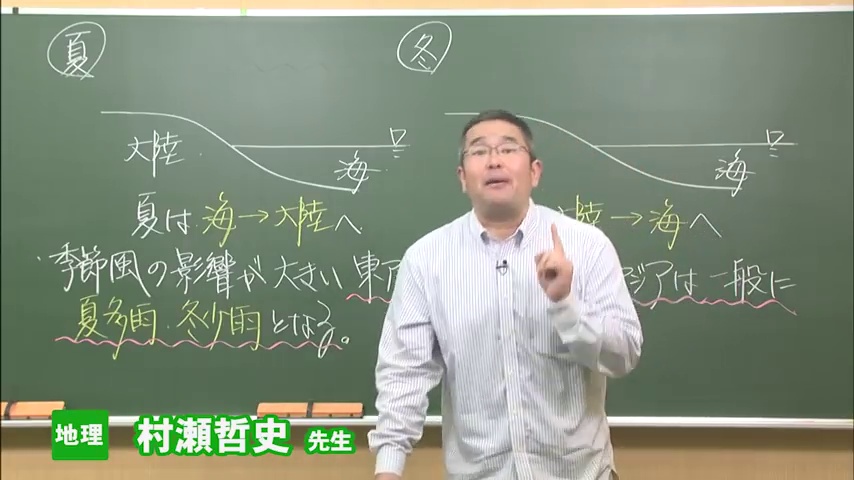 夏
冬
大陸
海
海
夏は 海→大陸へ
陸→海へ
季節風の影響が大きい 東ア
ジアは一般に
夏多雨・冬少雨となる。
地理 村瀬哲史 先生